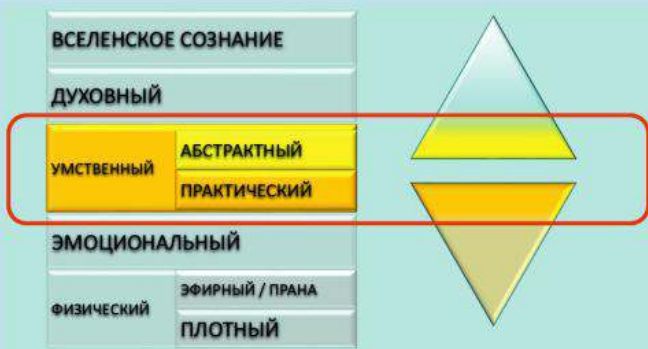 ВСЕЛЕНСКОЕ СОЗНАНИЕ
ДУХОВНЫЙ
УМСТВЕННЫЙ
АБСТРАКТНЫЙ
ПРАКТИЧЕСКИЙ
ЭМОЦИОНАЛЬНЫЙ
ФИЗИЧЕСКИЙ
ЭФИРНЫЙ / ПРАНА
ПЛОТНЫЙ